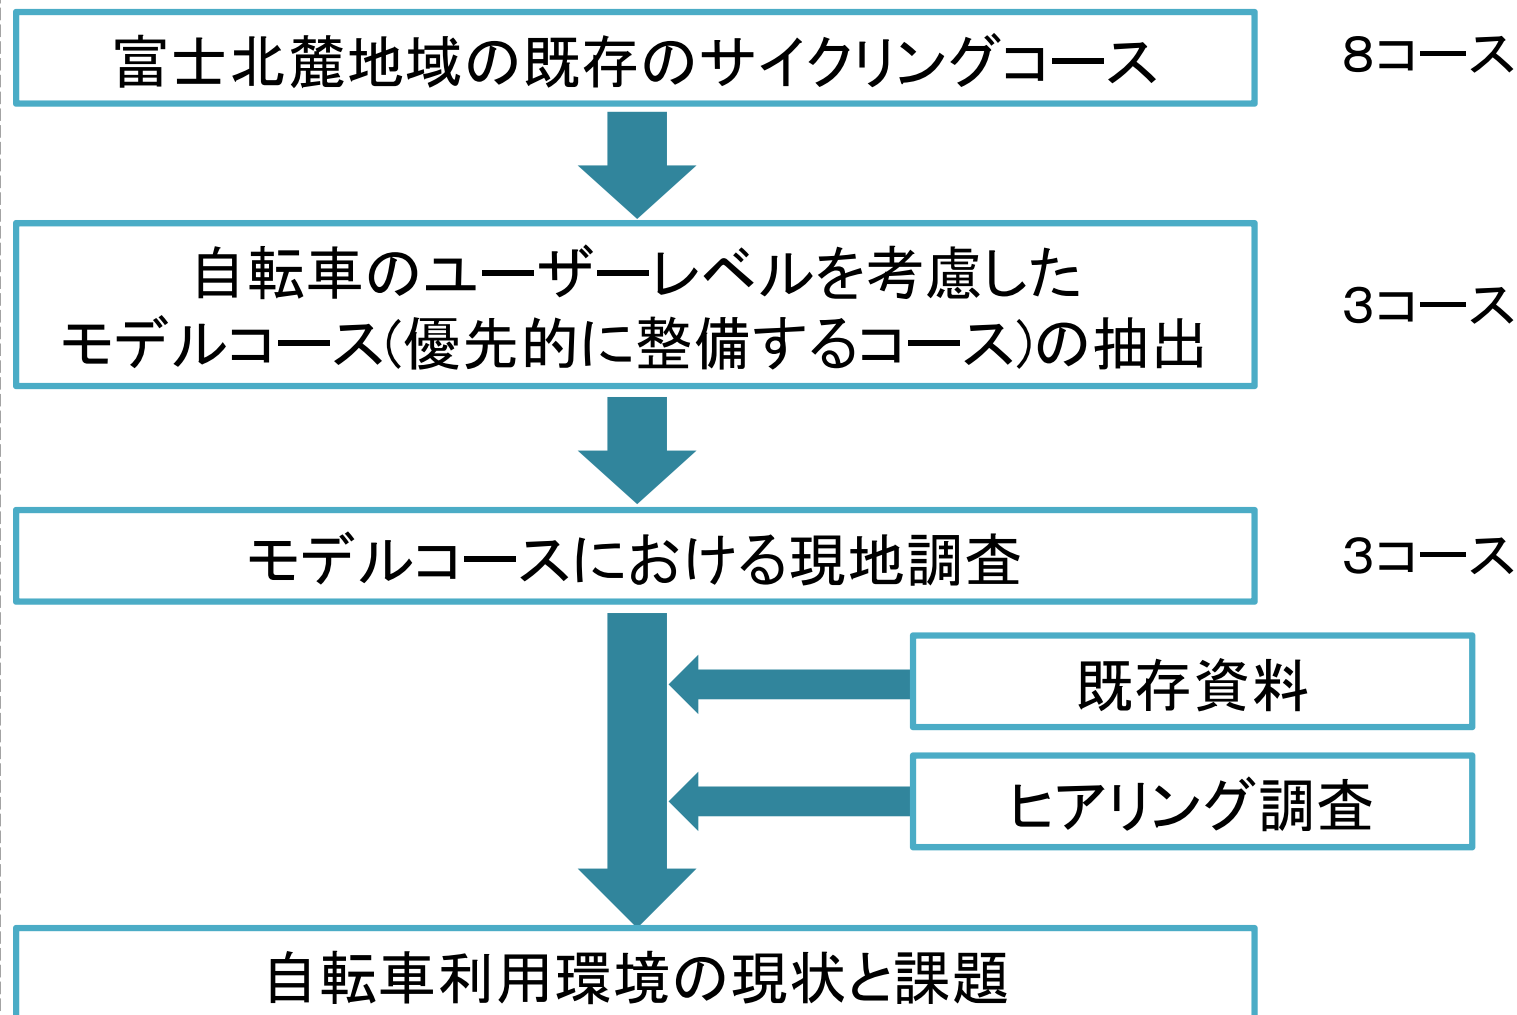 富士北麓地域の既存のサイクリングコース
８コース
自転車のユーザーレベルを考慮した
モデルコース(優先的に整備するコース)の抽出
３コース
モデルコースにおける現地調査
３コース
既存資料
ヒアリング調査
自転車利用環境の現状と課題